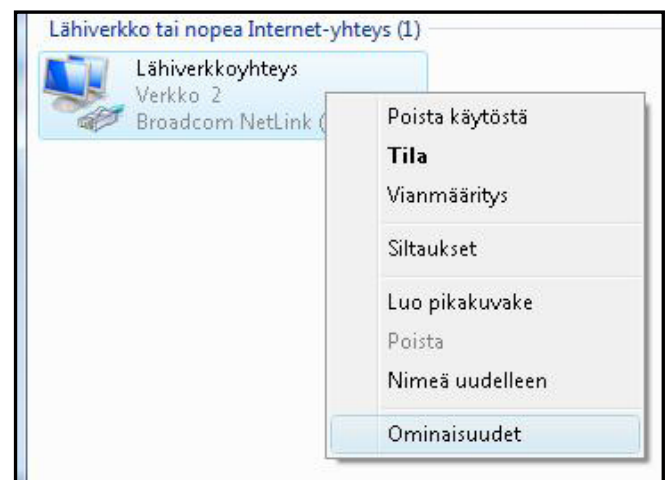 Lähiverkko tai nopea Internet-yhteys (1)
Lähiverkkoyhteys
Verkko 2
Broadcom NetLink (
Poista käytöstä
Tila
Vianmääritys
Siltaukset
Luo pikakuvake
Poista
Nimeä uudelleen
Ominaisuudet